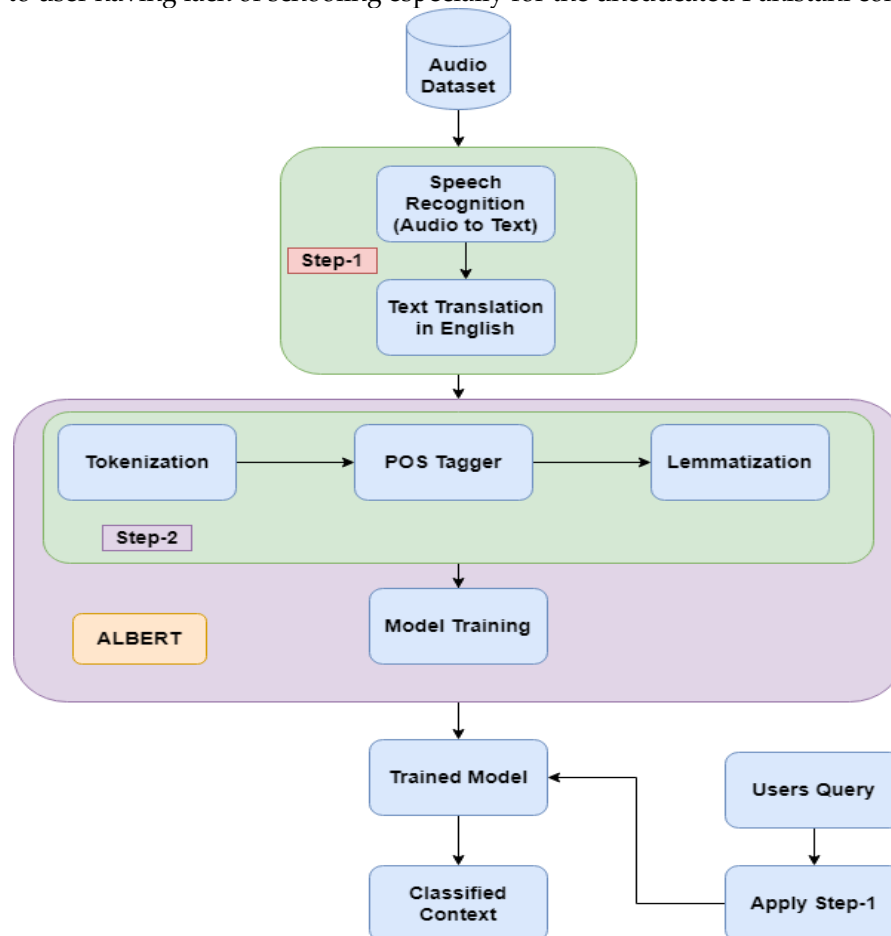 to user having lack of schooling especially for the uneducated Pakistani
Audio
Dataset
Speech
Recognition
(Audio to Text)
Step-1
Text Translation
in English
Tokenization
POS Tagger
Lemmatization
Step-2
Model Training
ALBERT
Trained Model
Users Query
Classified
Context
Apply Step-1